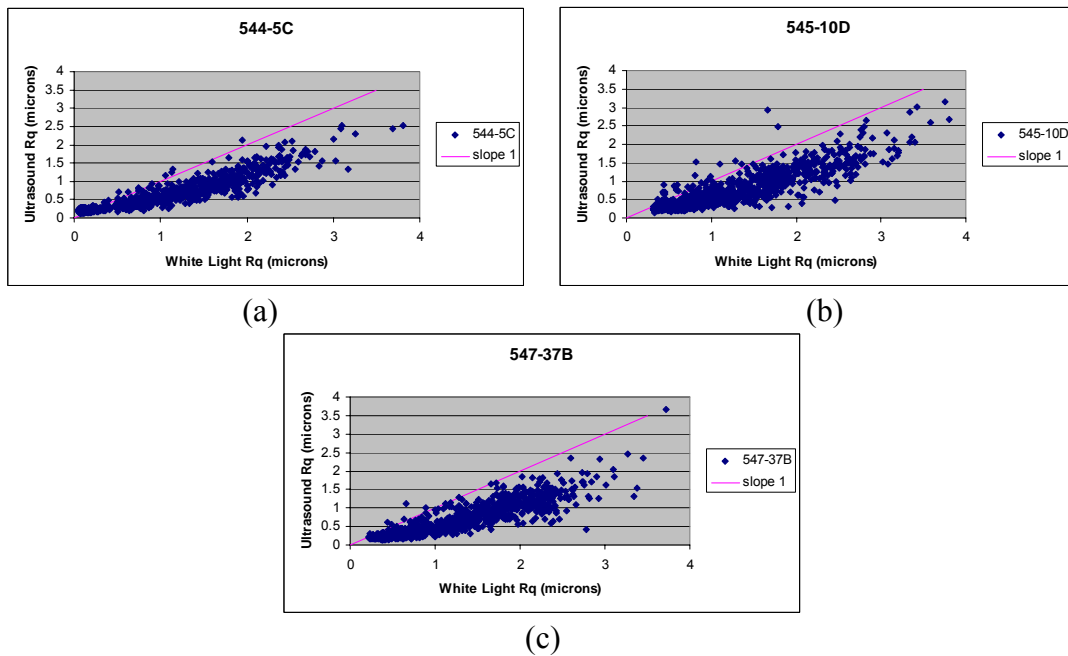 544-5C
Ultrasound Rq (microns)
4
3.5
3
2.5
2
1.5
1
0.5
0
0 1 2 3 4
White Light Rq (microns)
544-5C
slope 1
(a)
545-10D
Ultrasound Rq (microns)
4
3.5
3
2.5
2
1.5
1
0.5
0
0 1 2 3 4
White Light Rq (microns)
545-10D
slope 1
(b)
547-37B
Ultrasound Rq (microns)
4
3.5
3
2.5
2
1.5
1
0.5
0
0 1 2 3 4
White Light Rq (microns)
547-37B
slope 1
(c)